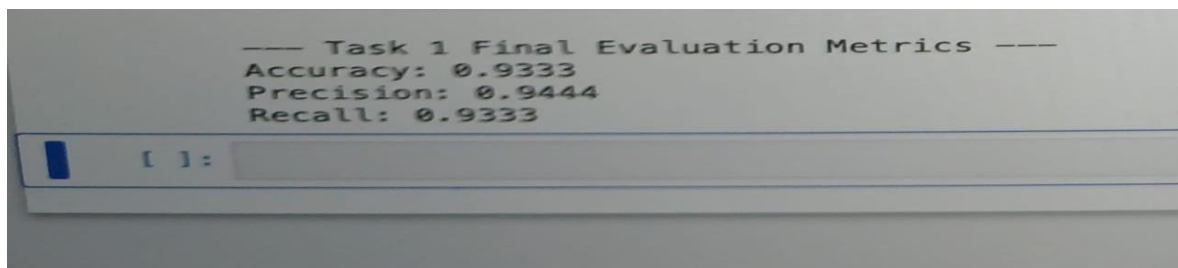 --- Task 1 Final Evaluation Metrics ---
Accuracy: 0.9333
Precision: 0.9444
Recall: 0.9333
[ ]: